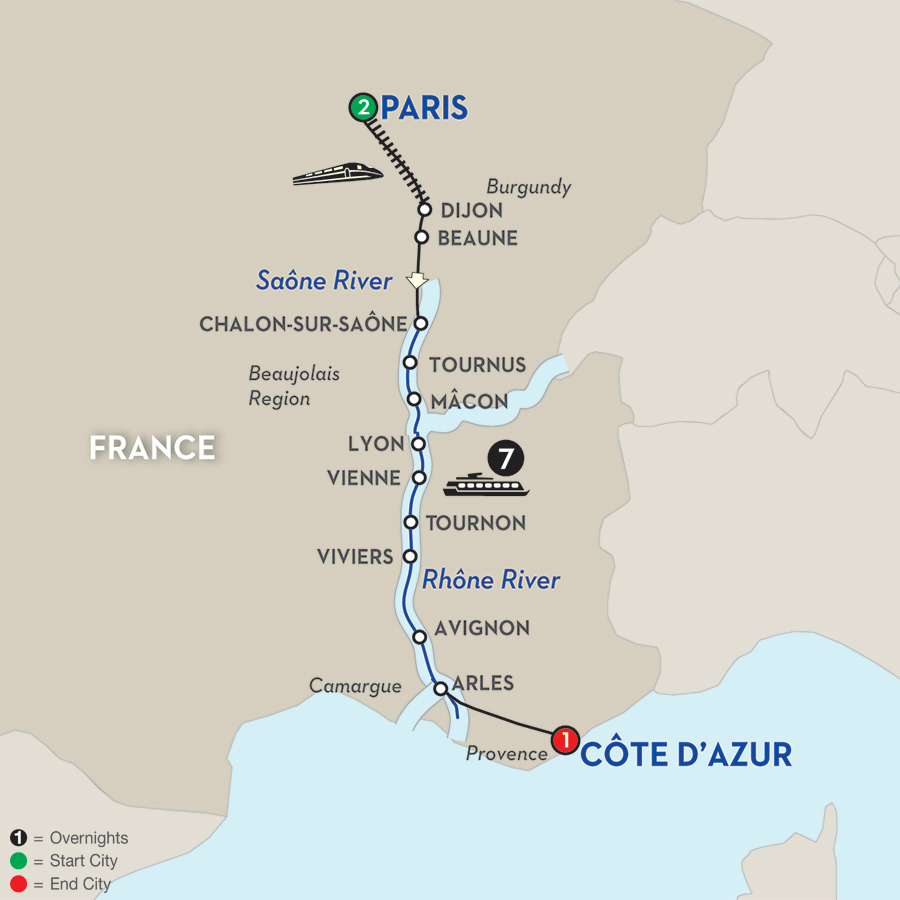 2 PARIS
Burgundy
DIJON
BEAUNE
Saône River
CHALON-SUR-SAÔNE
TOURNUS
Beaujolais
Region
MÂCON
FRANCE
LYON
7
VIENNE
TOURNON
VIVIERS
Rhône River
AVIGNON
Camargue
ARLES
Provence
1 CÔTE D'AZUR
1 = Overnights
= Start City
= End City